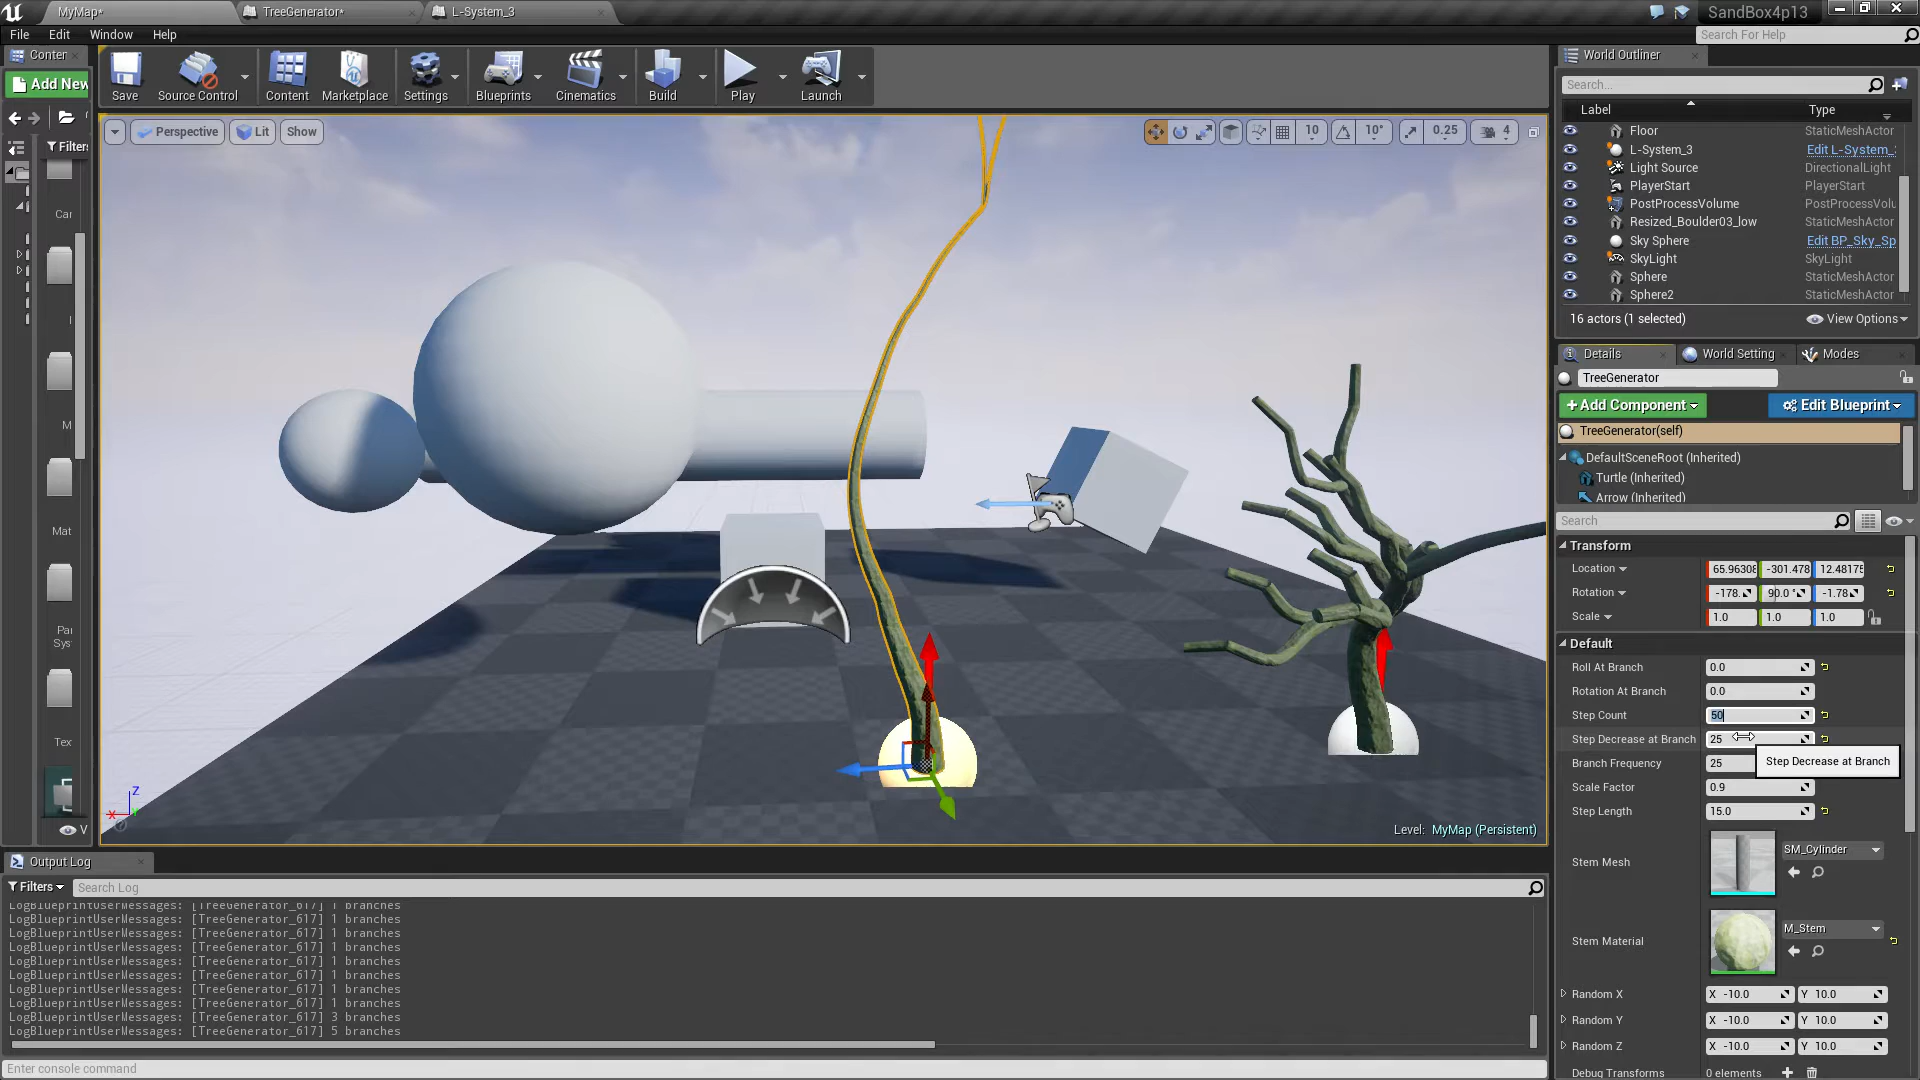 MyMap*
TreeGenerator*
L-System_3
SandBox4p13
File
Edit
Window
Help
Search For Help
Conter
Add New
Filters
Car
M
Mat
Par
Sys
Tex
V
Save
Source Control
Content
Marketplace
Settings
Blueprints
Cinematics
Build
Play
Launch
Perspective
Lit
Show
10
10°
0.25
4
Level: MyMap (Persistent)
World Outliner
Search...
Label
Type
Floor
StaticMeshActor
L-System_3
Edit L-System_
Light Source
DirectionalLight
PlayerStart
PlayerStart
PostProcessVolume
PostProcessVolu
Resized_Boulder03_low
StaticMeshActor
Sky Sphere
Edit BP_Sky_Sp
SkyLight
SkyLight
Sphere
StaticMeshActor
Sphere2
StaticMeshActor
16 actors (1 selected)
View Options
Details
World Setting
Modes
TreeGenerator
+Add Component
Edit Blueprint
TreeGenerator(self)
DefaultSceneRoot (Inherited)
Turtle (Inherited)
Arrow (Inherited)
Search
Transform
Location
65.96308
-301.478
12.48175
Rotation
-178.
90.0 °
-1.78
Scale
1.0
1.0
1.0
Default
Roll At Branch
0.0
Rotation At Branch
0.0
Step Count
50
Step Decrease at Branch
25
Step Decrease at Branch
Branch Frequency
25
Scale Factor
0.9
Step Length
15.0
Stem Mesh
SM_Cylinder
Stem Material
M_Stem
Random X
X -10.0
Y 10.0
Random Y
X -10.0
Y 10.0
Random Z
X -10.0
Y 10.0
Debug Transforms
0 elements
Output Log
Filters
Search Log
LogBlueprintUserMessages: [TreeGenerator_617] 1 branches
LogBlueprintUserMessages: [TreeGenerator_617] 1 branches
LogBlueprintUserMessages: [TreeGenerator_617] 1 branches
LogBlueprintUserMessages: [TreeGenerator_617] 1 branches
LogBlueprintUserMessages: [TreeGenerator_617] 1 branches
LogBlueprintUserMessages: [TreeGenerator_617] 1 branches
LogBlueprintUserMessages: [TreeGenerator_617] 1 branches
LogBlueprintUserMessages: [TreeGenerator_617] 1 branches
LogBlueprintUserMessages: [TreeGenerator_617] 3 branches
LogBlueprintUserMessages: [TreeGenerator_617] 5 branches
Enter console command
X
Z